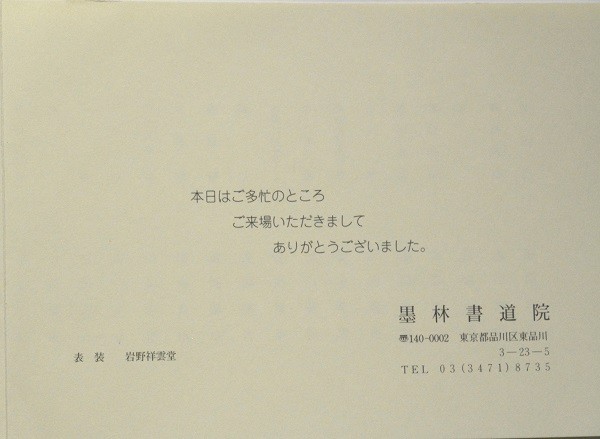 本日はご多忙のところ
ご来場いただきまして
ありがとうございました。
墨林書道院
〠140-0002 東京都品川区東品川
3—23—5
TEL 03(3471)8735
表装 岩野祥雲堂